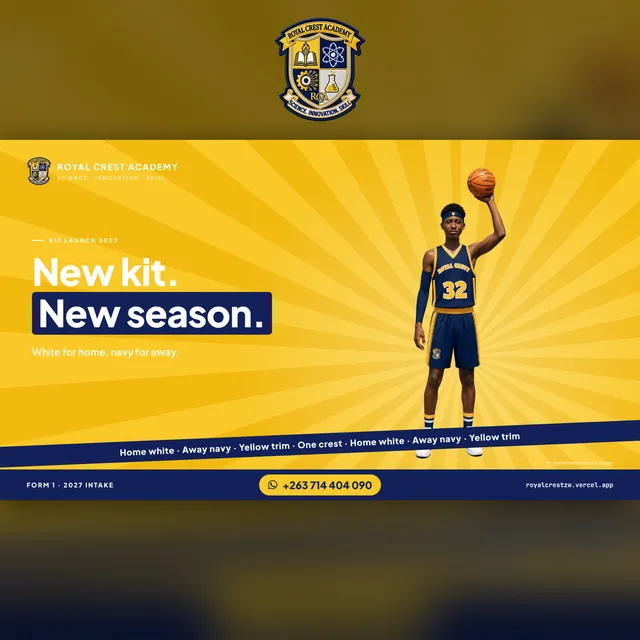 ROYAL CREST ACADEMY
RCA
SCIENCE, INNOVATION, SKILL
ROYAL CREST ACADEMY
SCIENCE · INNOVATION · SKILL
KIT LAUNCH 2027
New kit.
New season.
White for home, navy for away.
ROYAL CREST
32
Home white · Away navy · Yellow trim · One crest · Home white · Away navy · Yellow trim
FORM 1 · 2027 INTAKE
+263 714 404 090
royalcrestzw.vercel.app